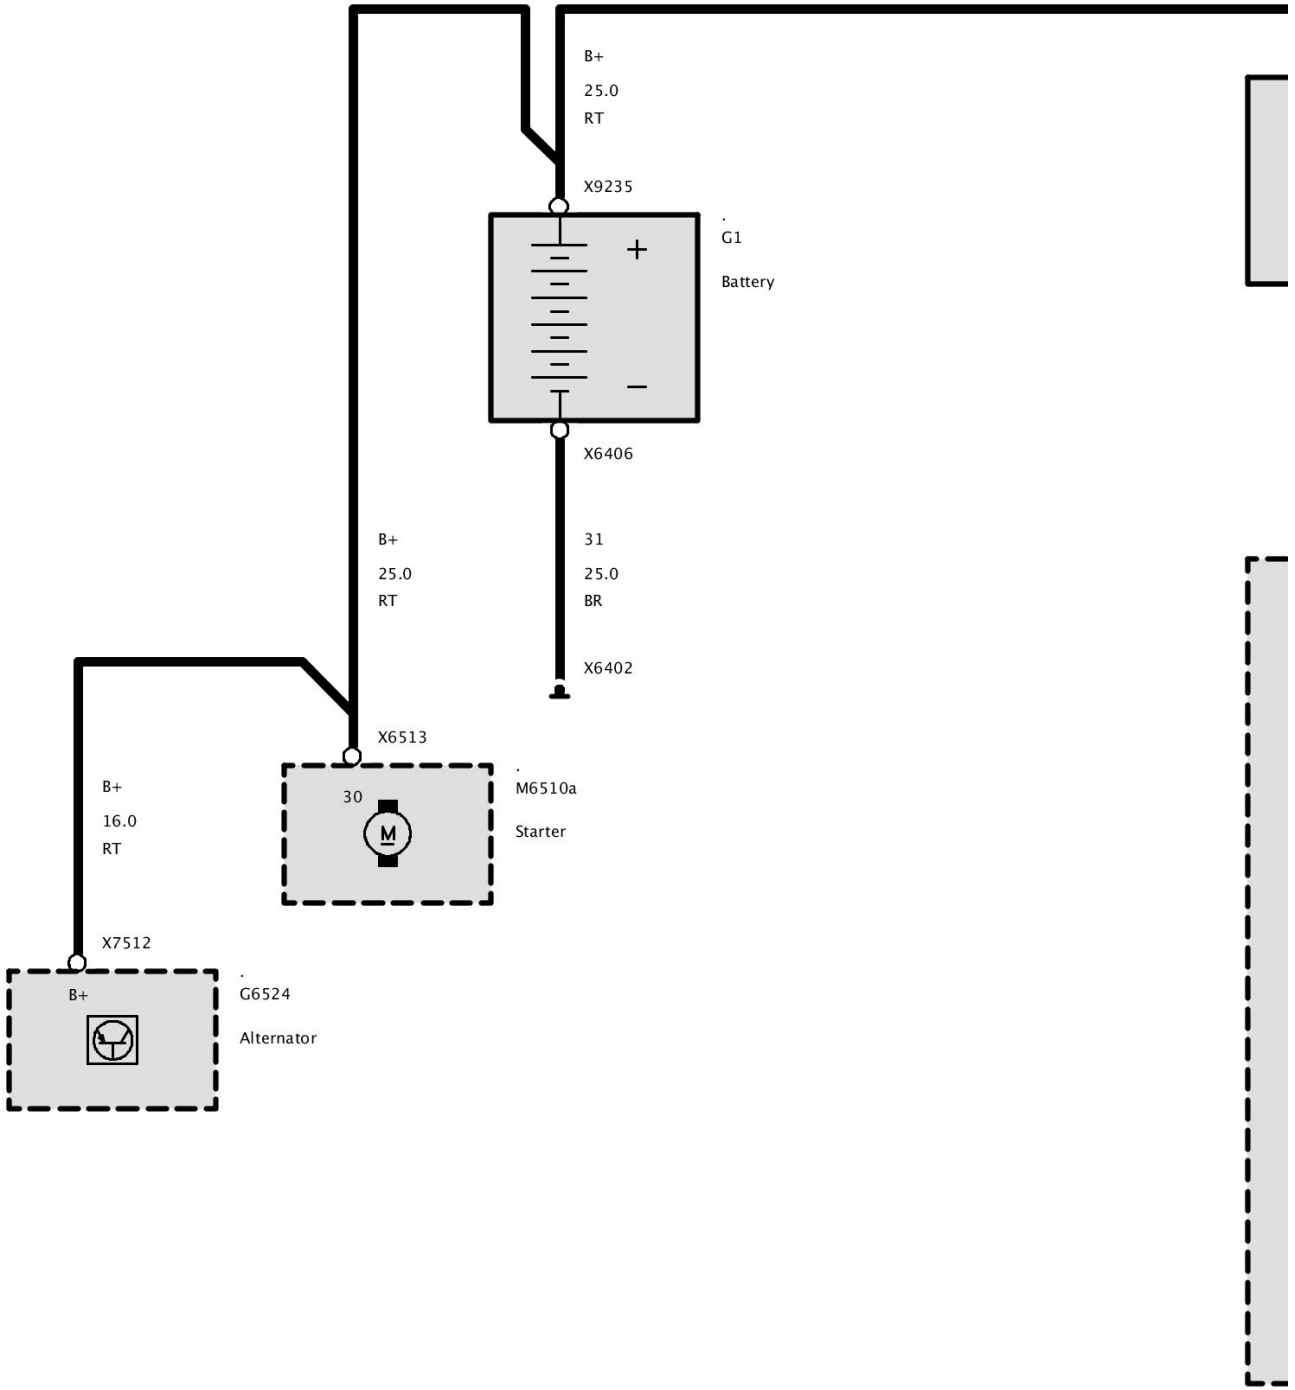 B+
25.0
RT
X9235
.
G1
Battery
+
−
X6406
B+
25.0
RT
31
25.0
BR
X6402
X6513
.
M6510a
Starter
30
M
B+
16.0
RT
X7512
.
G6524
Alternator
B+